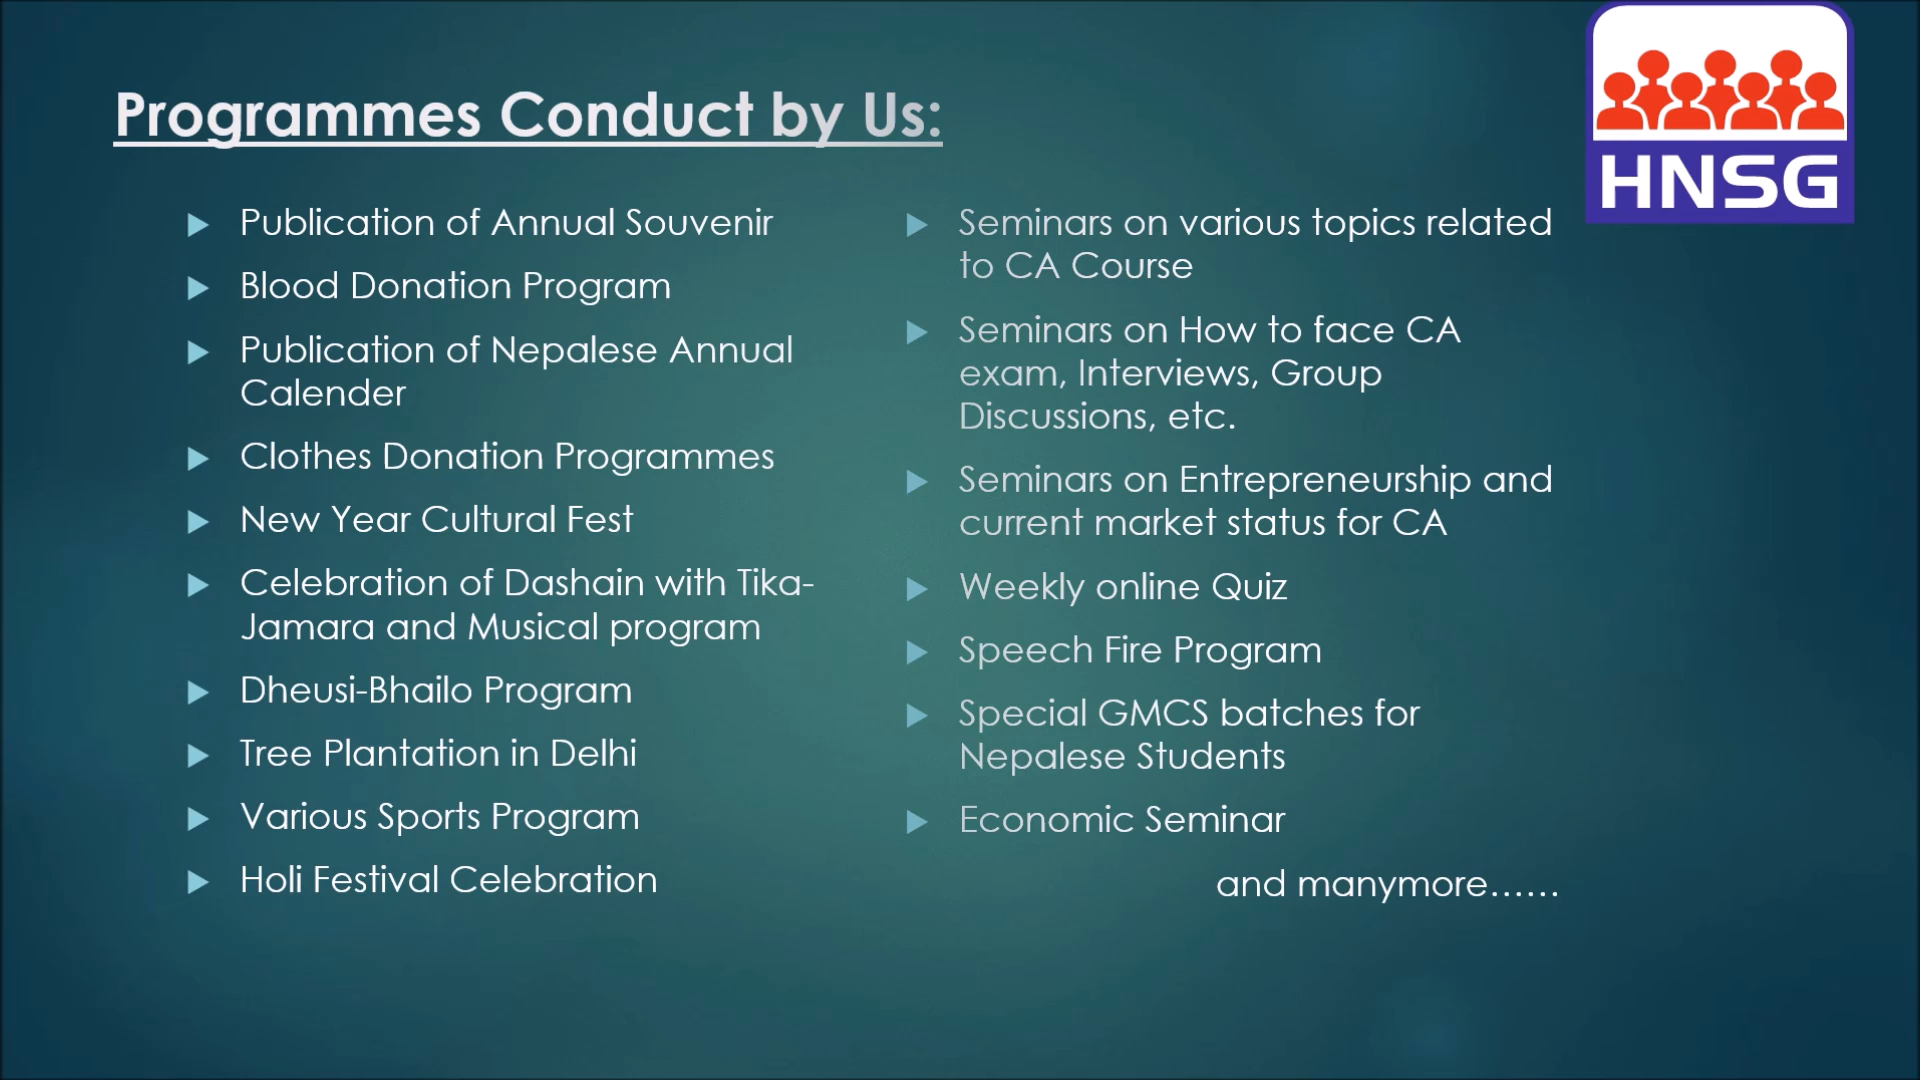 Programmes Conduct by Us:
HNSG
Publication of Annual Souvenir
Blood Donation Program
Publication of Nepalese Annual
Calender
Clothes Donation Programmes
New Year Cultural Fest
Celebration of Dashain with Tika-
Jamara and Musical program
Dheusi-Bhailo Program
Tree Plantation in Delhi
Various Sports Program
Holi Festival Celebration
Seminars on various topics related
to CA Course
Seminars on How to face CA
exam, Interviews, Group
Discussions, etc.
Seminars on Entrepreneurship and
current market status for CA
Weekly online Quiz
Speech Fire Program
Special GMCS batches for
Nepalese Students
Economic Seminar
and manymore......